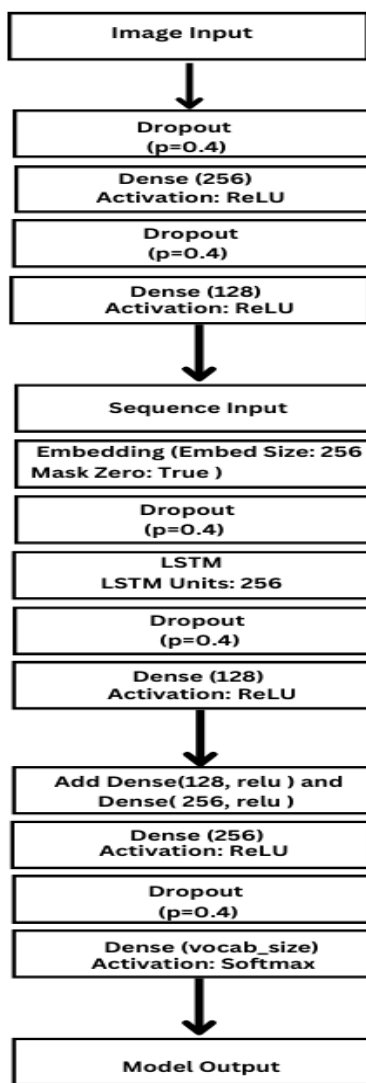 Image Input
Dropout
(p=0.4)
Dense (256)
Activation: ReLU
Dropout
(p=0.4)
Dense (128)
Activation: ReLU
Sequence Input
Embedding (Embed Size: 256
Mask Zero: True )
Dropout
(p=0.4)
LSTM
LSTM Units: 256
Dropout
(p=0.4)
Dense (128)
Activation: ReLU
Add Dense(128, relu ) and
Dense( 256, relu )
Dense (256)
Activation: ReLU
Dropout
(p=0.4)
Dense (vocab_size)
Activation: Softmax
Model Output